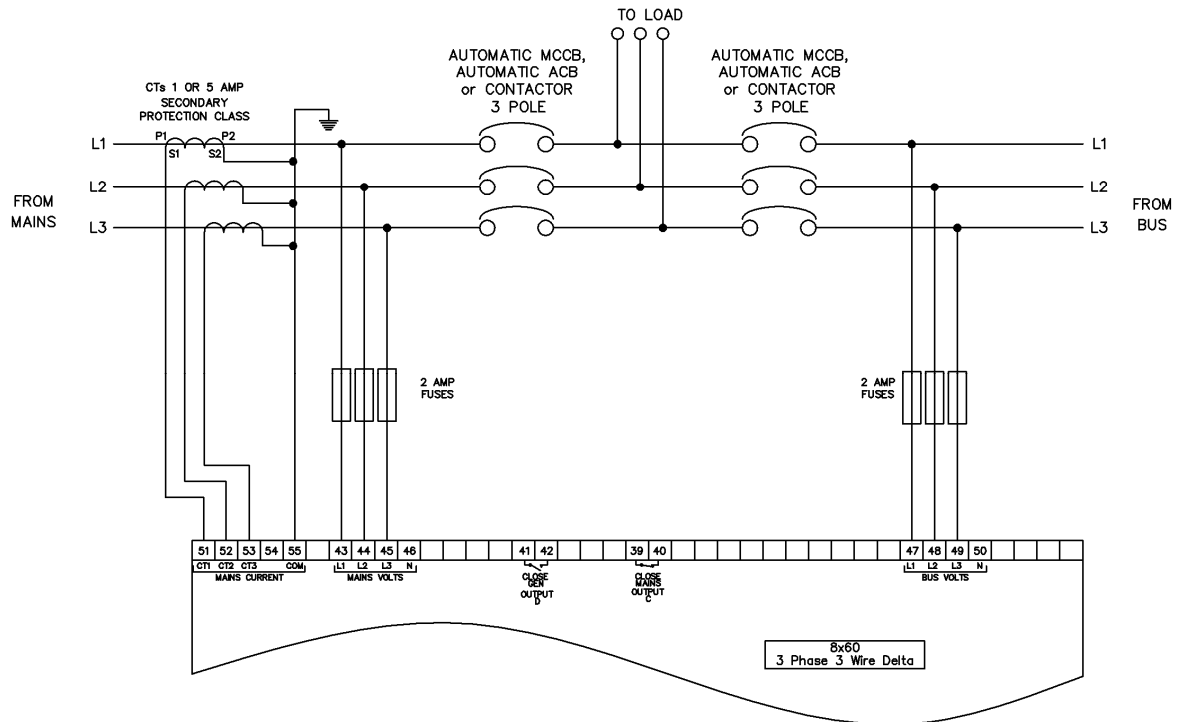 TO LOAD
AUTOMATIC MCCB,
AUTOMATIC ACB
or CONTACTOR
3 POLE
AUTOMATIC MCCB,
AUTOMATIC ACB
or CONTACTOR
3 POLE
CTs 1 OR 5 AMP
SECONDARY
PROTECTION CLASS
P1 P2
S1 S2
L1
L2
L3
FROM
MAINS
L1
L2
L3
FROM
BUS
2 AMP
FUSES
2 AMP
FUSES
51 52 53 54 55 43 44 45 46 41 42 39 40 47 48 49 50
CT1 CT2 CT3 COM L1 L2 L3 N L1 L2 L3 N
MAINS CURRENT
MAINS VOLTS
CLOSE
GEN
OUTPUT
D
CLOSE
MAINS
OUTPUT
C
BUS VOLTS
8x60
3 Phase 3 Wire Delta